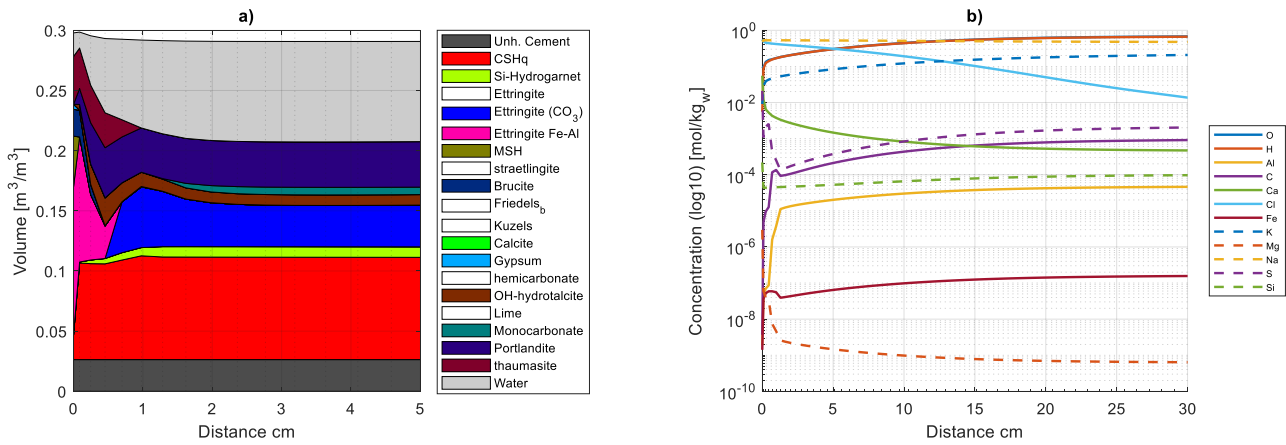 a)
0.3
0.25
0.2
0.15
0.1
0.05
0
Volume [m³/m³]
0 1 2 3 4 5
Distance cm
Unh. Cement
CSHq
Si-Hydrogarnet
Ettringite
Ettringite (CO₃)
Ettringite Fe-Al
MSH
straetlingite
Brucite
Friedels_b
Kuzels
Calcite
Gypsum
hemicarbonate
OH-hydrotalcite
Lime
Monocarbonate
Portlandite
thaumasite
Water
b)
10⁰
10⁻²
10⁻⁴
10⁻⁶
10⁻⁸
10⁻¹⁰
Concentration (log10) [mol/kg_w]
0 5 10 15 20 25 30
Distance cm
O
H
Al
C
Ca
Cl
Fe
K
Mg
Na
S
Si